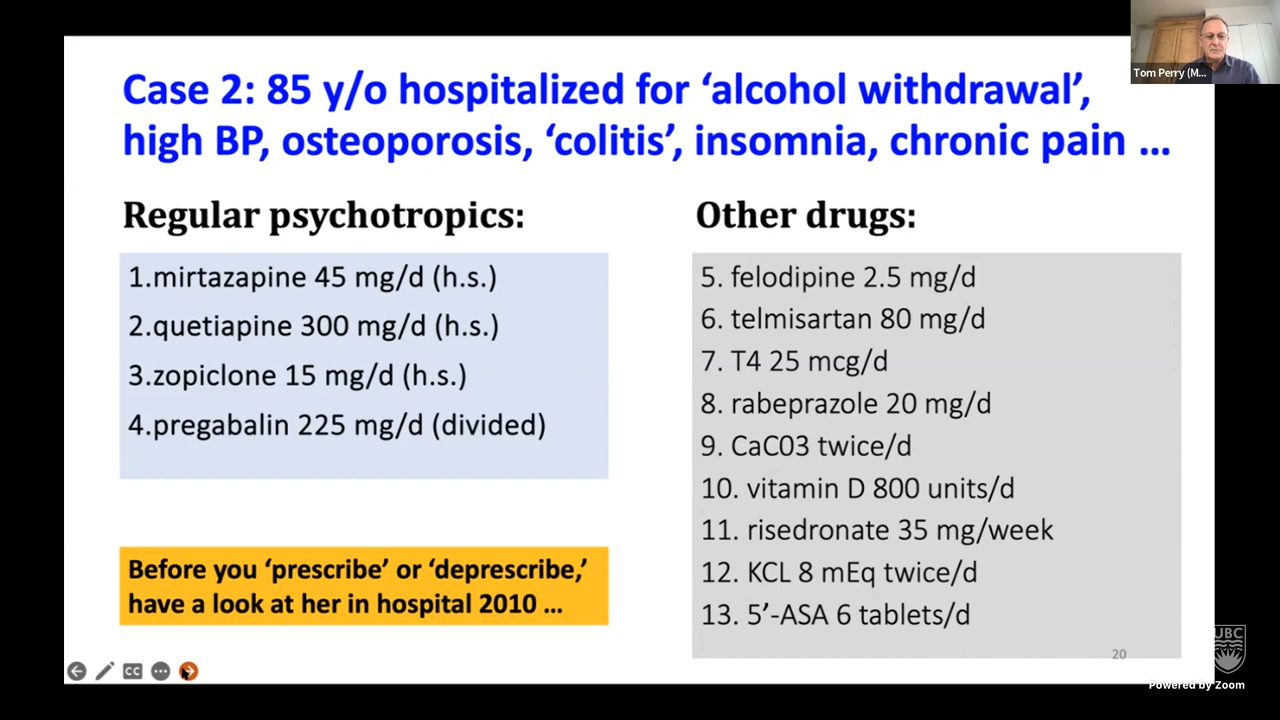 Tom Perry (M...
Case 2: 85 y/o hospitalized for ‘alcohol withdrawal’,
high BP, osteoporosis, ‘colitis’, insomnia, chronic pain ...
Regular psychotropics:
1.mirtazapine 45 mg/d (h.s.)
2.quetiapine 300 mg/d (h.s.)
3.zopiclone 15 mg/d (h.s.)
4.pregabalin 225 mg/d (divided)
Before you ‘prescribe’ or ‘deprescribe,’
have a look at her in hospital 2010 ...
Other drugs:
5. felodipine 2.5 mg/d
6. telmisartan 80 mg/d
7. T4 25 mcg/d
8. rabeprazole 20 mg/d
9. CaC03 twice/d
10. vitamin D 800 units/d
11. risedronate 35 mg/week
12. KCL 8 mEq twice/d
13. 5’-ASA 6 tablets/d
20
CC
UBC
Powered by Zoom